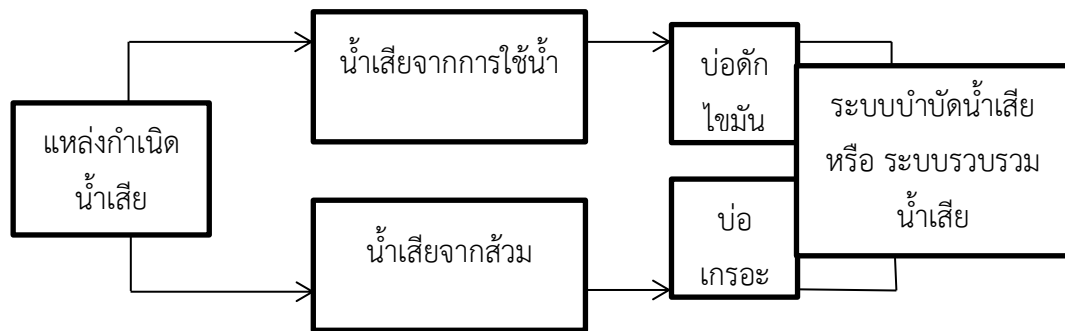 แหล่งกำเนิด
น้ำเสีย
น้ำเสียจากการใช้น้ำ
น้ำเสียจากส้วม
บ่อดัก
ไขมัน
บ่อ
เกรอะ
ระบบบำบัดน้ำเสีย
หรือ ระบบรวบรวม
น้ำเสีย